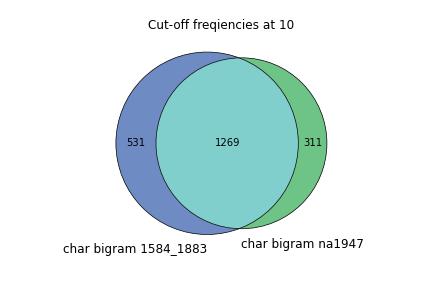 Cut-off freqiencies at 10
531 1269 311
char bigram 1584_1883
char bigram na1947